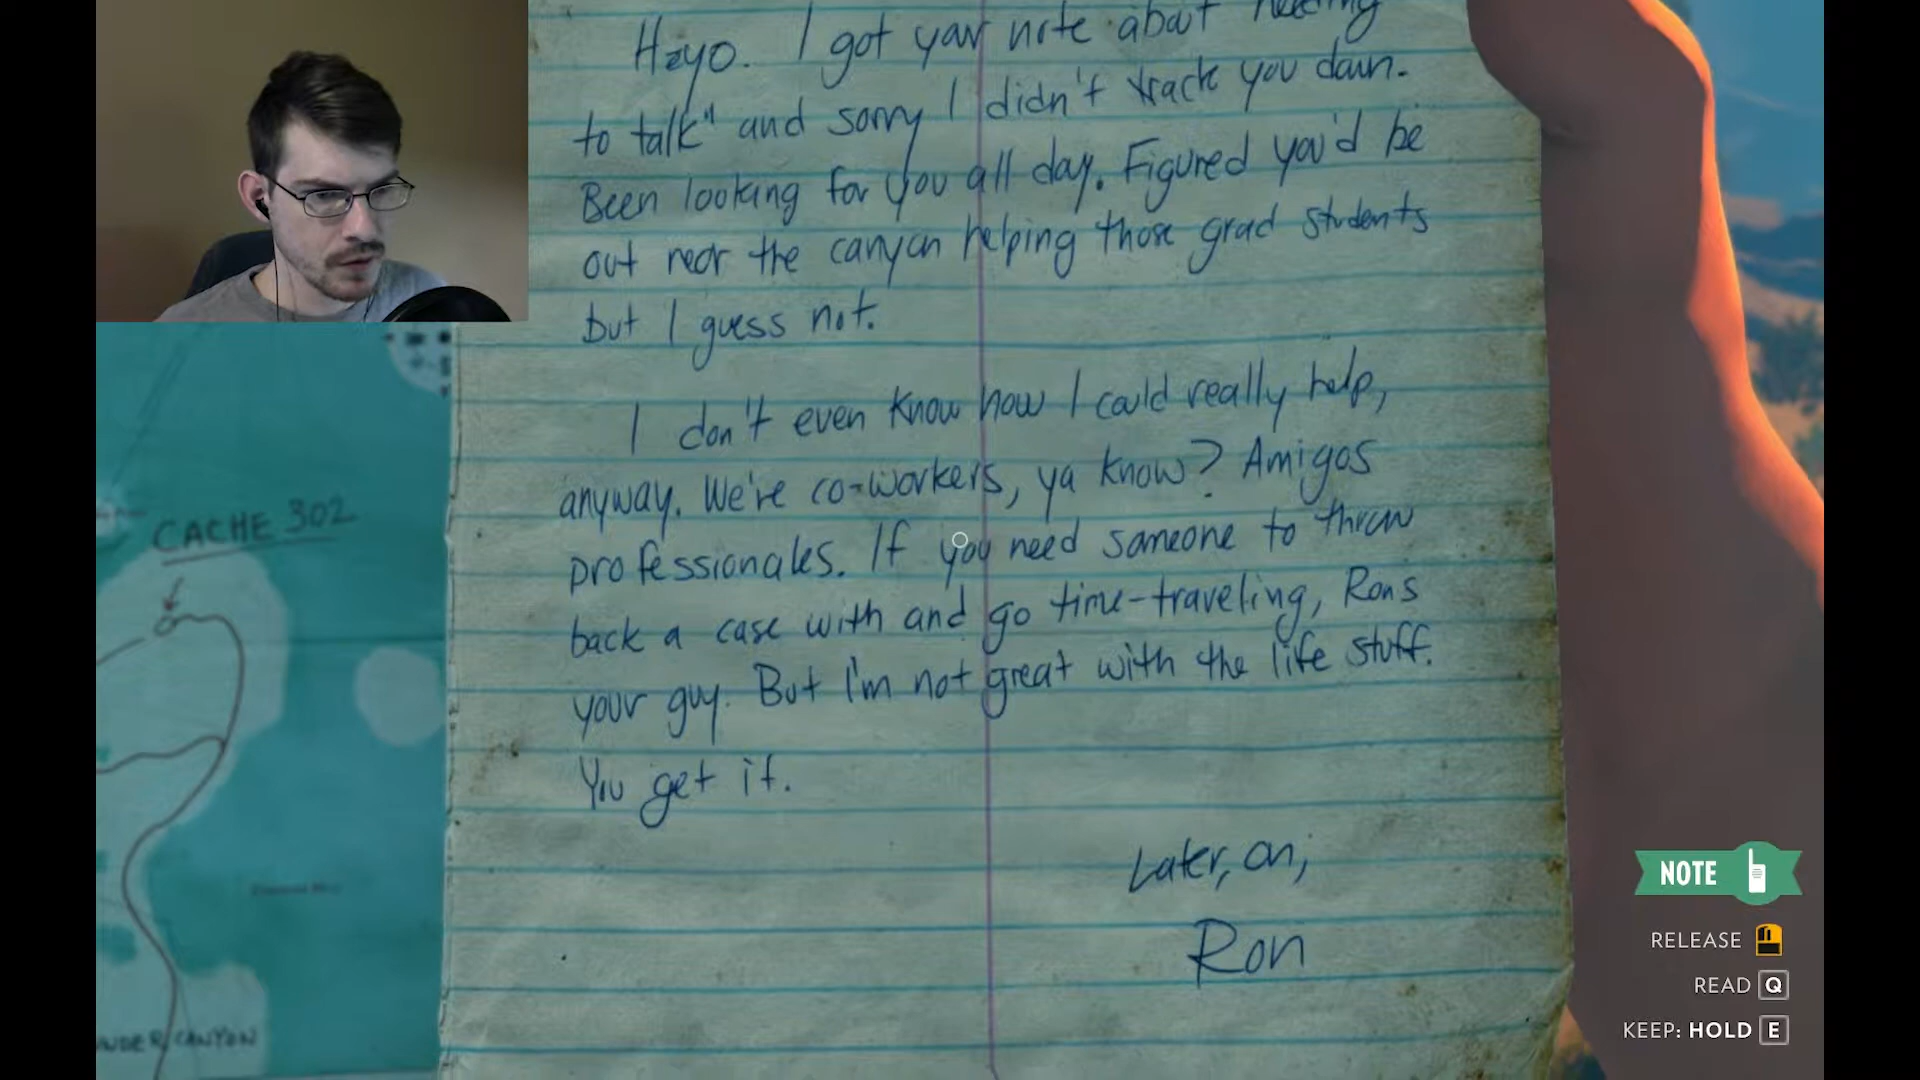 Heyo. I got your note about needing
to talk" and sorry I didn't track you down.
Been looking for you all day. Figured you'd be
out near the canyon helping those grad students
but I guess not.
I don't even know how I could really help,
anyway. We're co-workers, ya know? Amigos
professionales. If you need someone to throw
back a case with and go time-traveling, Ron's
your guy. But I'm not great with the life stuff.
You get it.
Later, on,
Ron
CACHE 302
NDER CANYON
NOTE
RELEASE
READ Q
KEEP: HOLD E